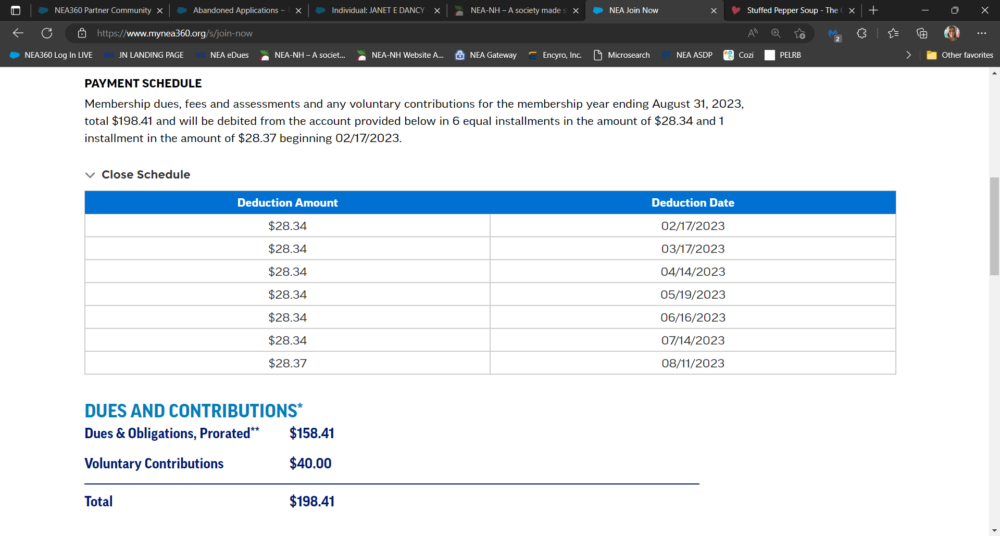 NEA360 Partner Community
Abandoned Applications ~
Individual: JANET E DANCY
NEA-NH – A society made s
NEA Join Now
Stuffed Pepper Soup - The
https://www.mynea360.org/s/join-now
2
NEA360 Log In LIVE
nea JN LANDING PAGE
nea NEA eDues
NEA-NH – A societ...
NEA-NH Website A...
NEA Gateway
Encyro, Inc.
Microsearch
NEA ASDP
Cozi
PELRB
Other favorites
PAYMENT SCHEDULE
Membership dues, fees and assessments and any voluntary contributions for the membership year ending August 31, 2023,
total $198.41 and will be debited from the account provided below in 6 equal installments in the amount of $28.34 and 1
installment in the amount of $28.37 beginning 02/17/2023.
Close Schedule
Deduction Amount Deduction Date
$28.34 02/17/2023
$28.34 03/17/2023
$28.34 04/14/2023
$28.34 05/19/2023
$28.34 06/16/2023
$28.34 07/14/2023
$28.37 08/11/2023
DUES AND CONTRIBUTIONS*
Dues & Obligations, Prorated** $158.41
Voluntary Contributions $40.00
Total $198.41